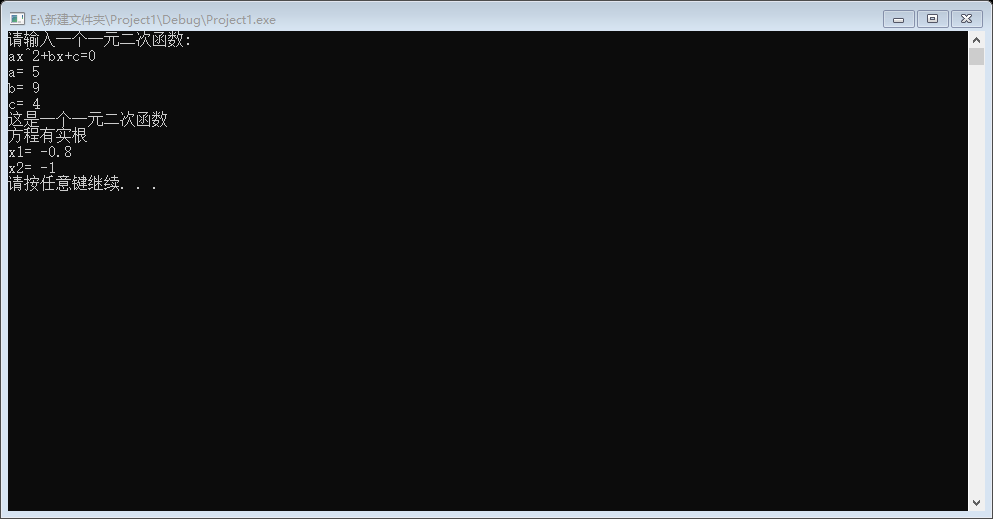 E:\新建文件夹\Project1\Debug\Project1.exe
请输入一个一元二次函数:
ax^2+bx+c=0
a= 5
b= 9
c= 4
这是一个一元二次函数
方程有实根
x1= -0.8
x2= -1
请按任意键继续. . .